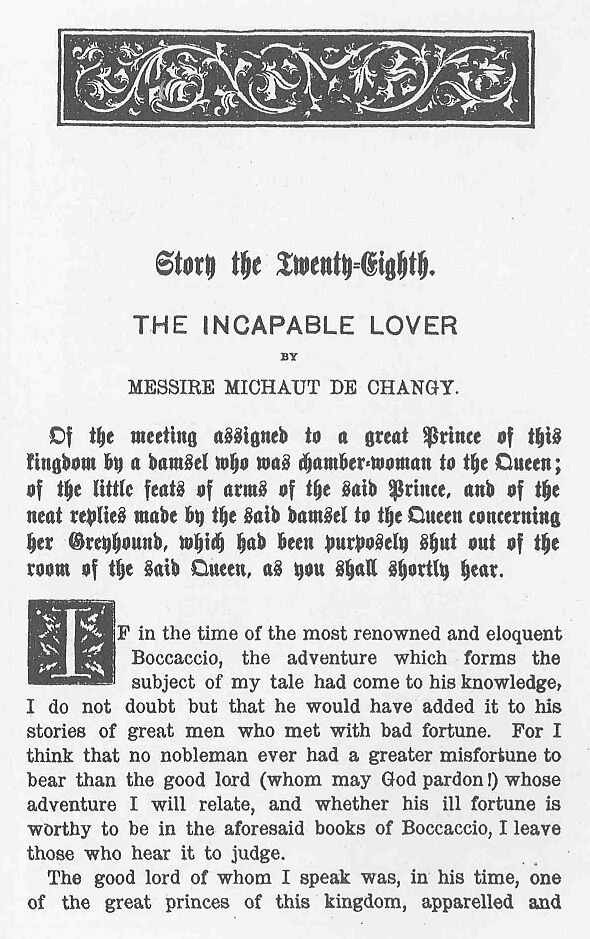 Story the Twenty-Eighth.
THE INCAPABLE LOVER
BY
MESSIRE MICHAUT DE CHANGY.
Of the meeting assigned to a great Prince of this
kingdom by a damsel who was chamber-woman to the Queen;
of the little feats of arms of the said Prince, and of the
neat replies made by the said damsel to the Queen concerning
her Greyhound, which had been purposely shut out of the
room of the said Queen, as you shall shortly hear.
IF in the time of the most renowned and eloquent
Boccaccio, the adventure which forms the
subject of my tale had come to his knowledge,
I do not doubt but that he would have added it to his
stories of great men who met with bad fortune. For I
think that no nobleman ever had a greater misfortune to
bear than the good lord (whom may God pardon!) whose
adventure I will relate, and whether his ill fortune is
worthy to be in the aforesaid books of Boccaccio, I leave
those who hear it to judge.
The good lord of whom I speak was, in his time, one
of the great princes of this kingdom, apparelled and